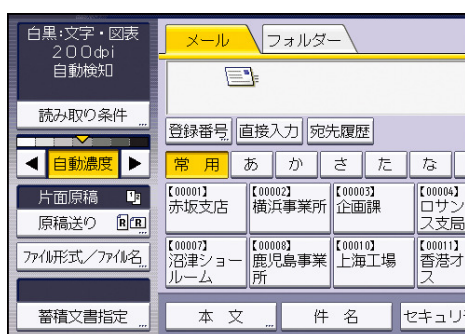 白黒:文字・図表
200dpi
自動検知
読み取り条件
自動濃度
片面原稿
原稿送り
ファイル形式/ファイル名
蓄積文書指定
メール フォルダー
登録番号 直接入力 宛先履歴
常用 あ か さ た な
【00001】 【00002】 【00003】 【00004】
赤坂支店 横浜事業所 企画課 ロサン
ス支局
【00007】 【00008】 【00010】 【00011】
沼津ショー 鹿児島事業 上海工場 香港オ
ルーム 所 ス
本文 件名 セキュリ